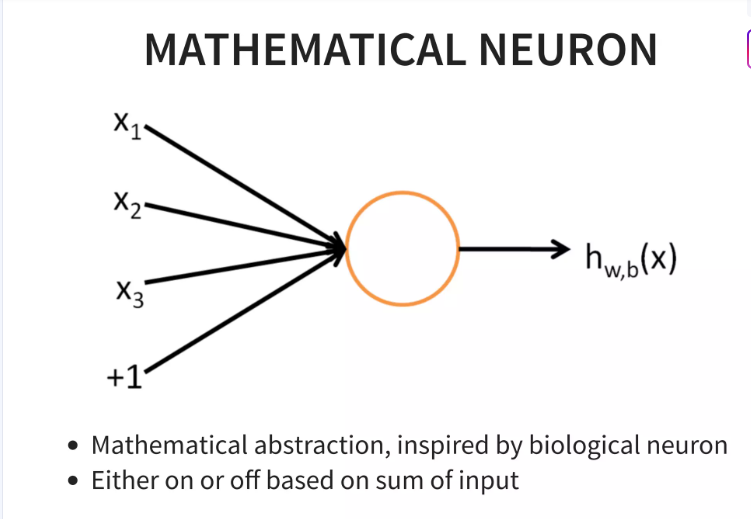 MATHEMATICAL NEURON
x₁
x₂
x₃
+1
h_w,b(x)
• Mathematical abstraction, inspired by biological neuron
• Either on or off based on sum of input